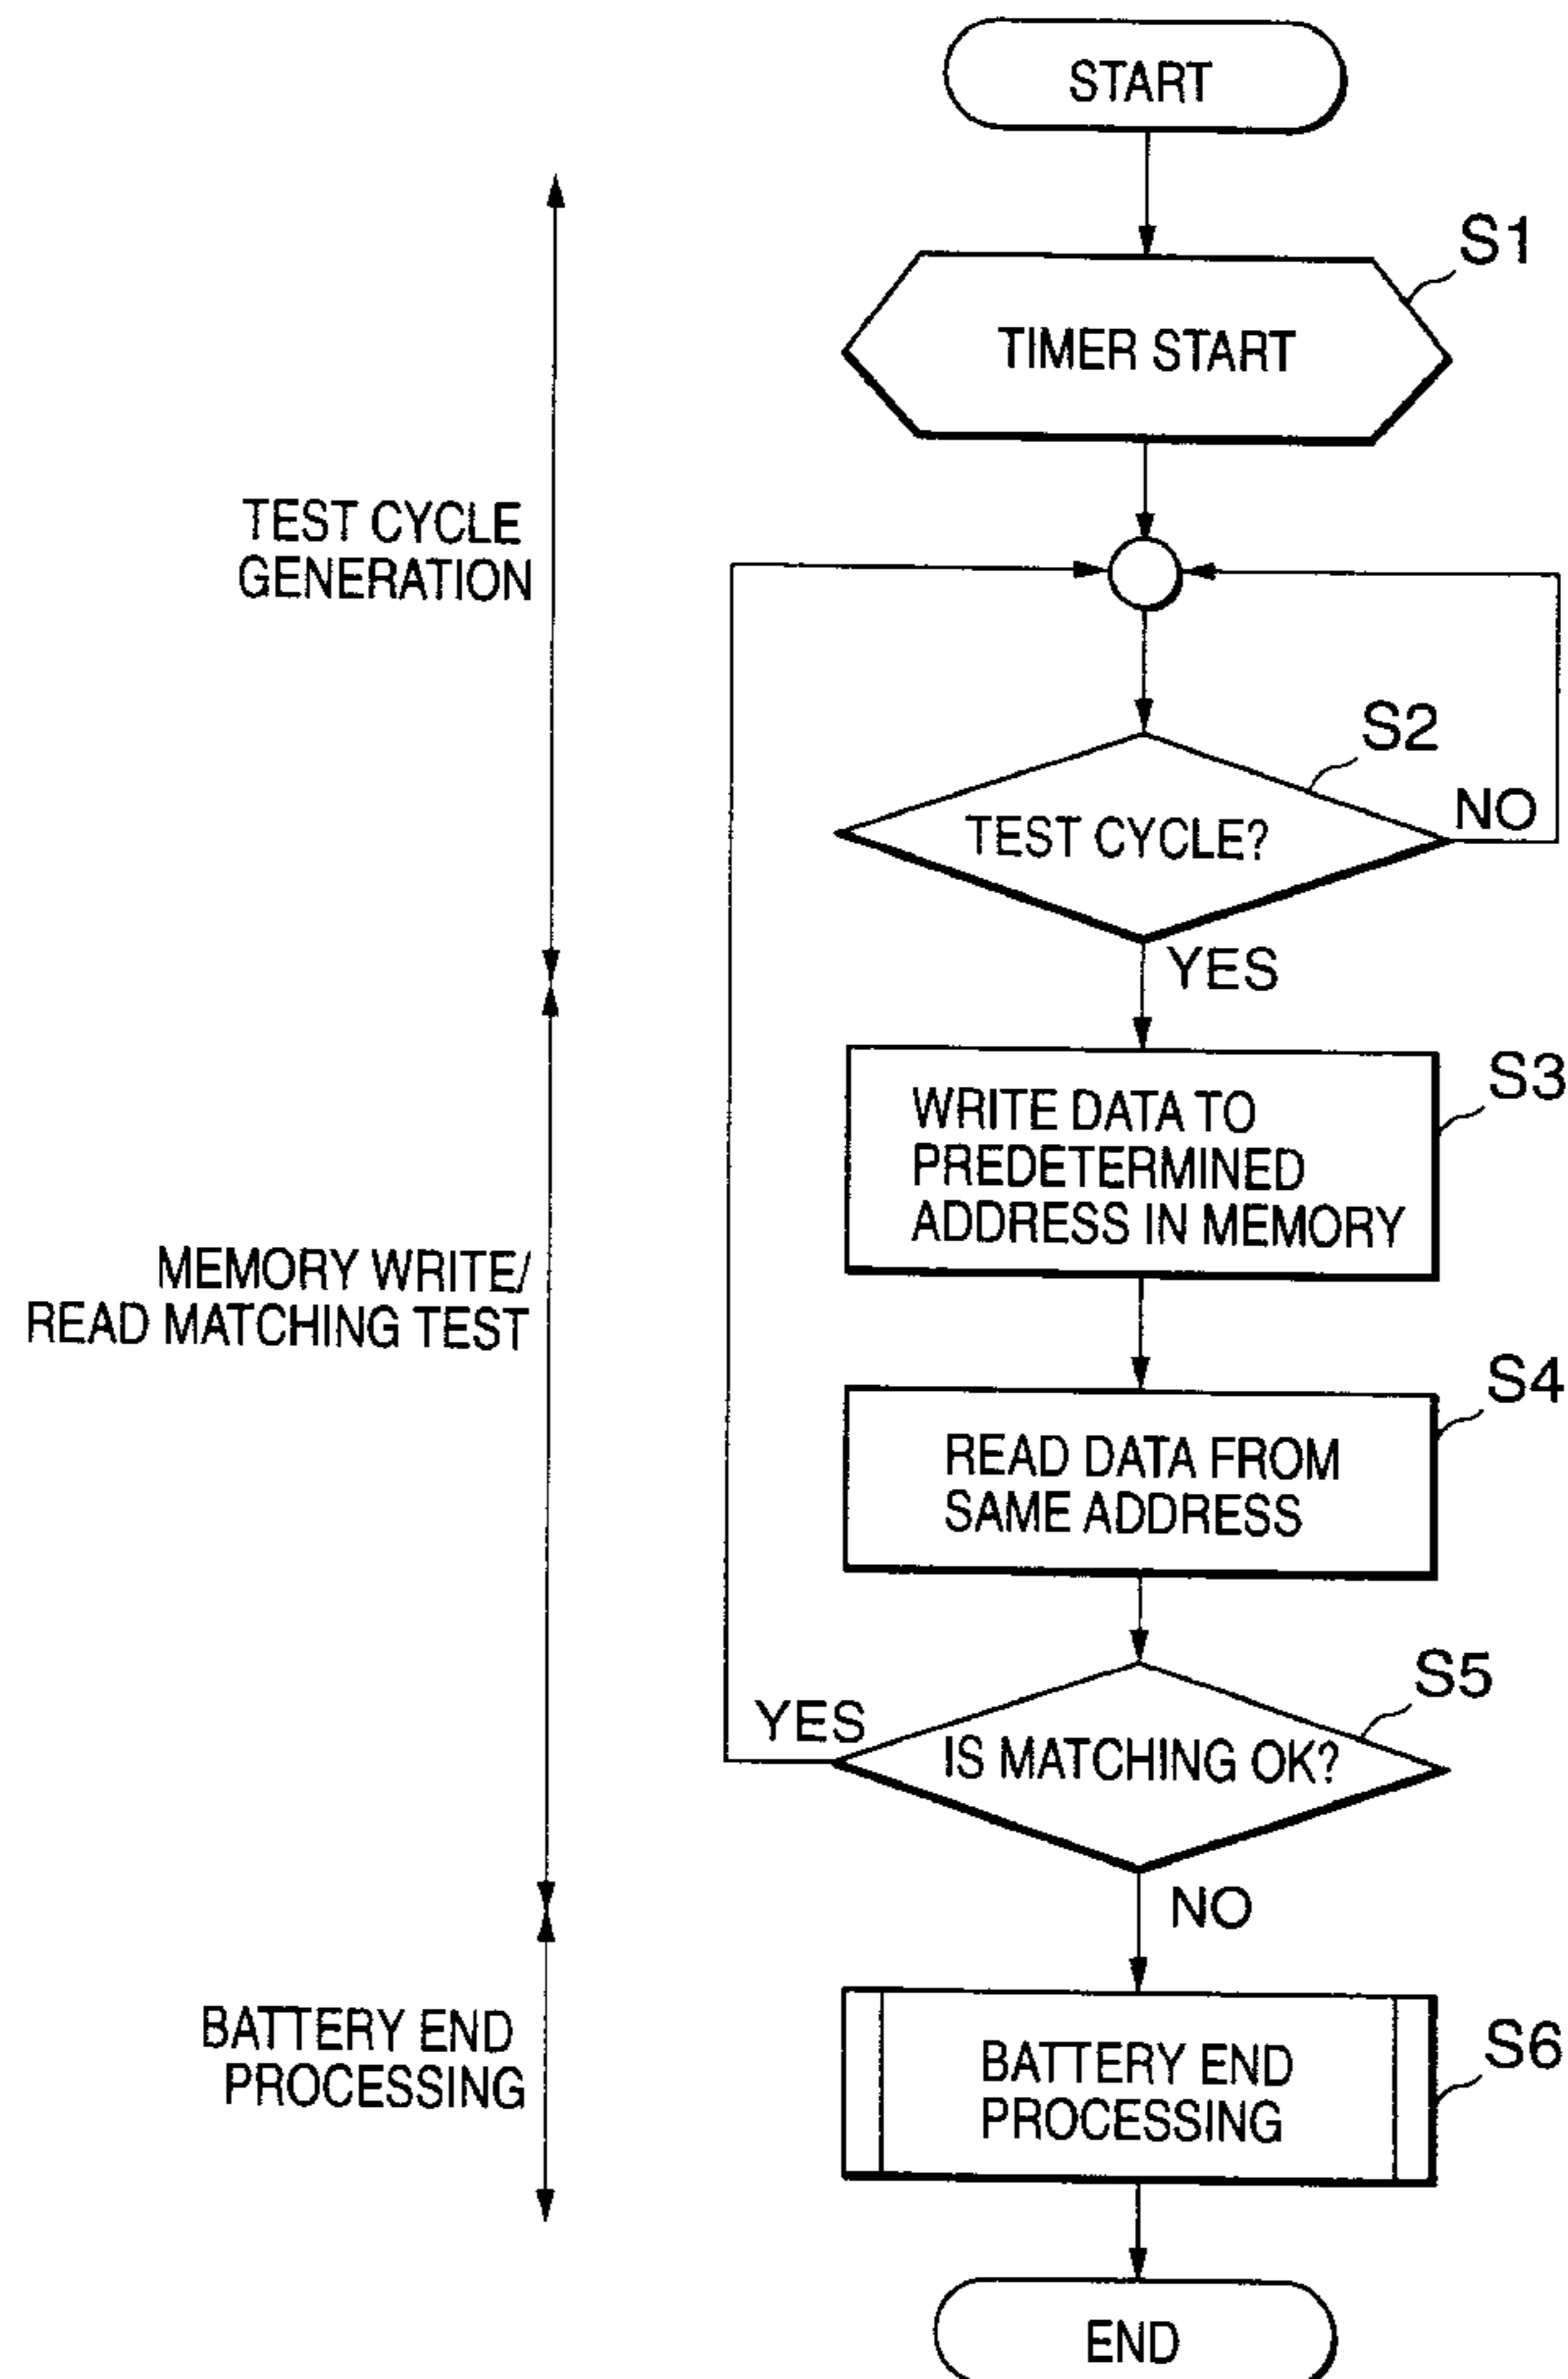 START
S1
TIMER START
TEST CYCLE
GENERATION
S2
TEST CYCLE?
NO
YES
S3
WRITE DATA TO
PREDETERMINED
ADDRESS IN MEMORY
MEMORY WRITE/
READ MATCHING TEST
S4
READ DATA FROM
SAME ADDRESS
S5
YES
IS MATCHING OK?
NO
BATTERY END
PROCESSING
S6
BATTERY END
PROCESSING
END